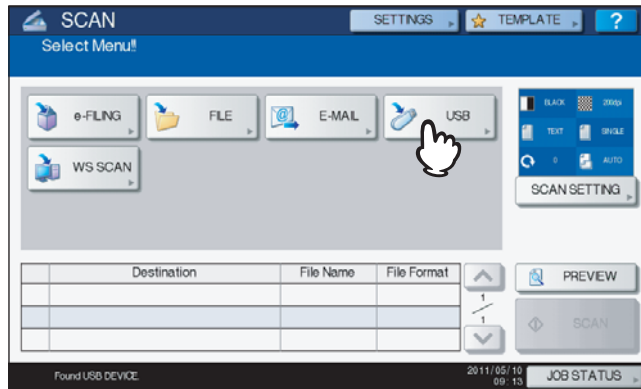 SCAN
SETTINGS
TEMPLATE
?
Select Menu!!
e-FILING
FILE
E-MAIL
USB
WS SCAN
BLACK
200dpi
TEXT
SINGLE
0
AUTO
SCAN SETTING
Destination
File Name
File Format
1
1
PREVIEW
SCAN
Found USB DEVICE
2011/05/10
09:13
JOB STATUS